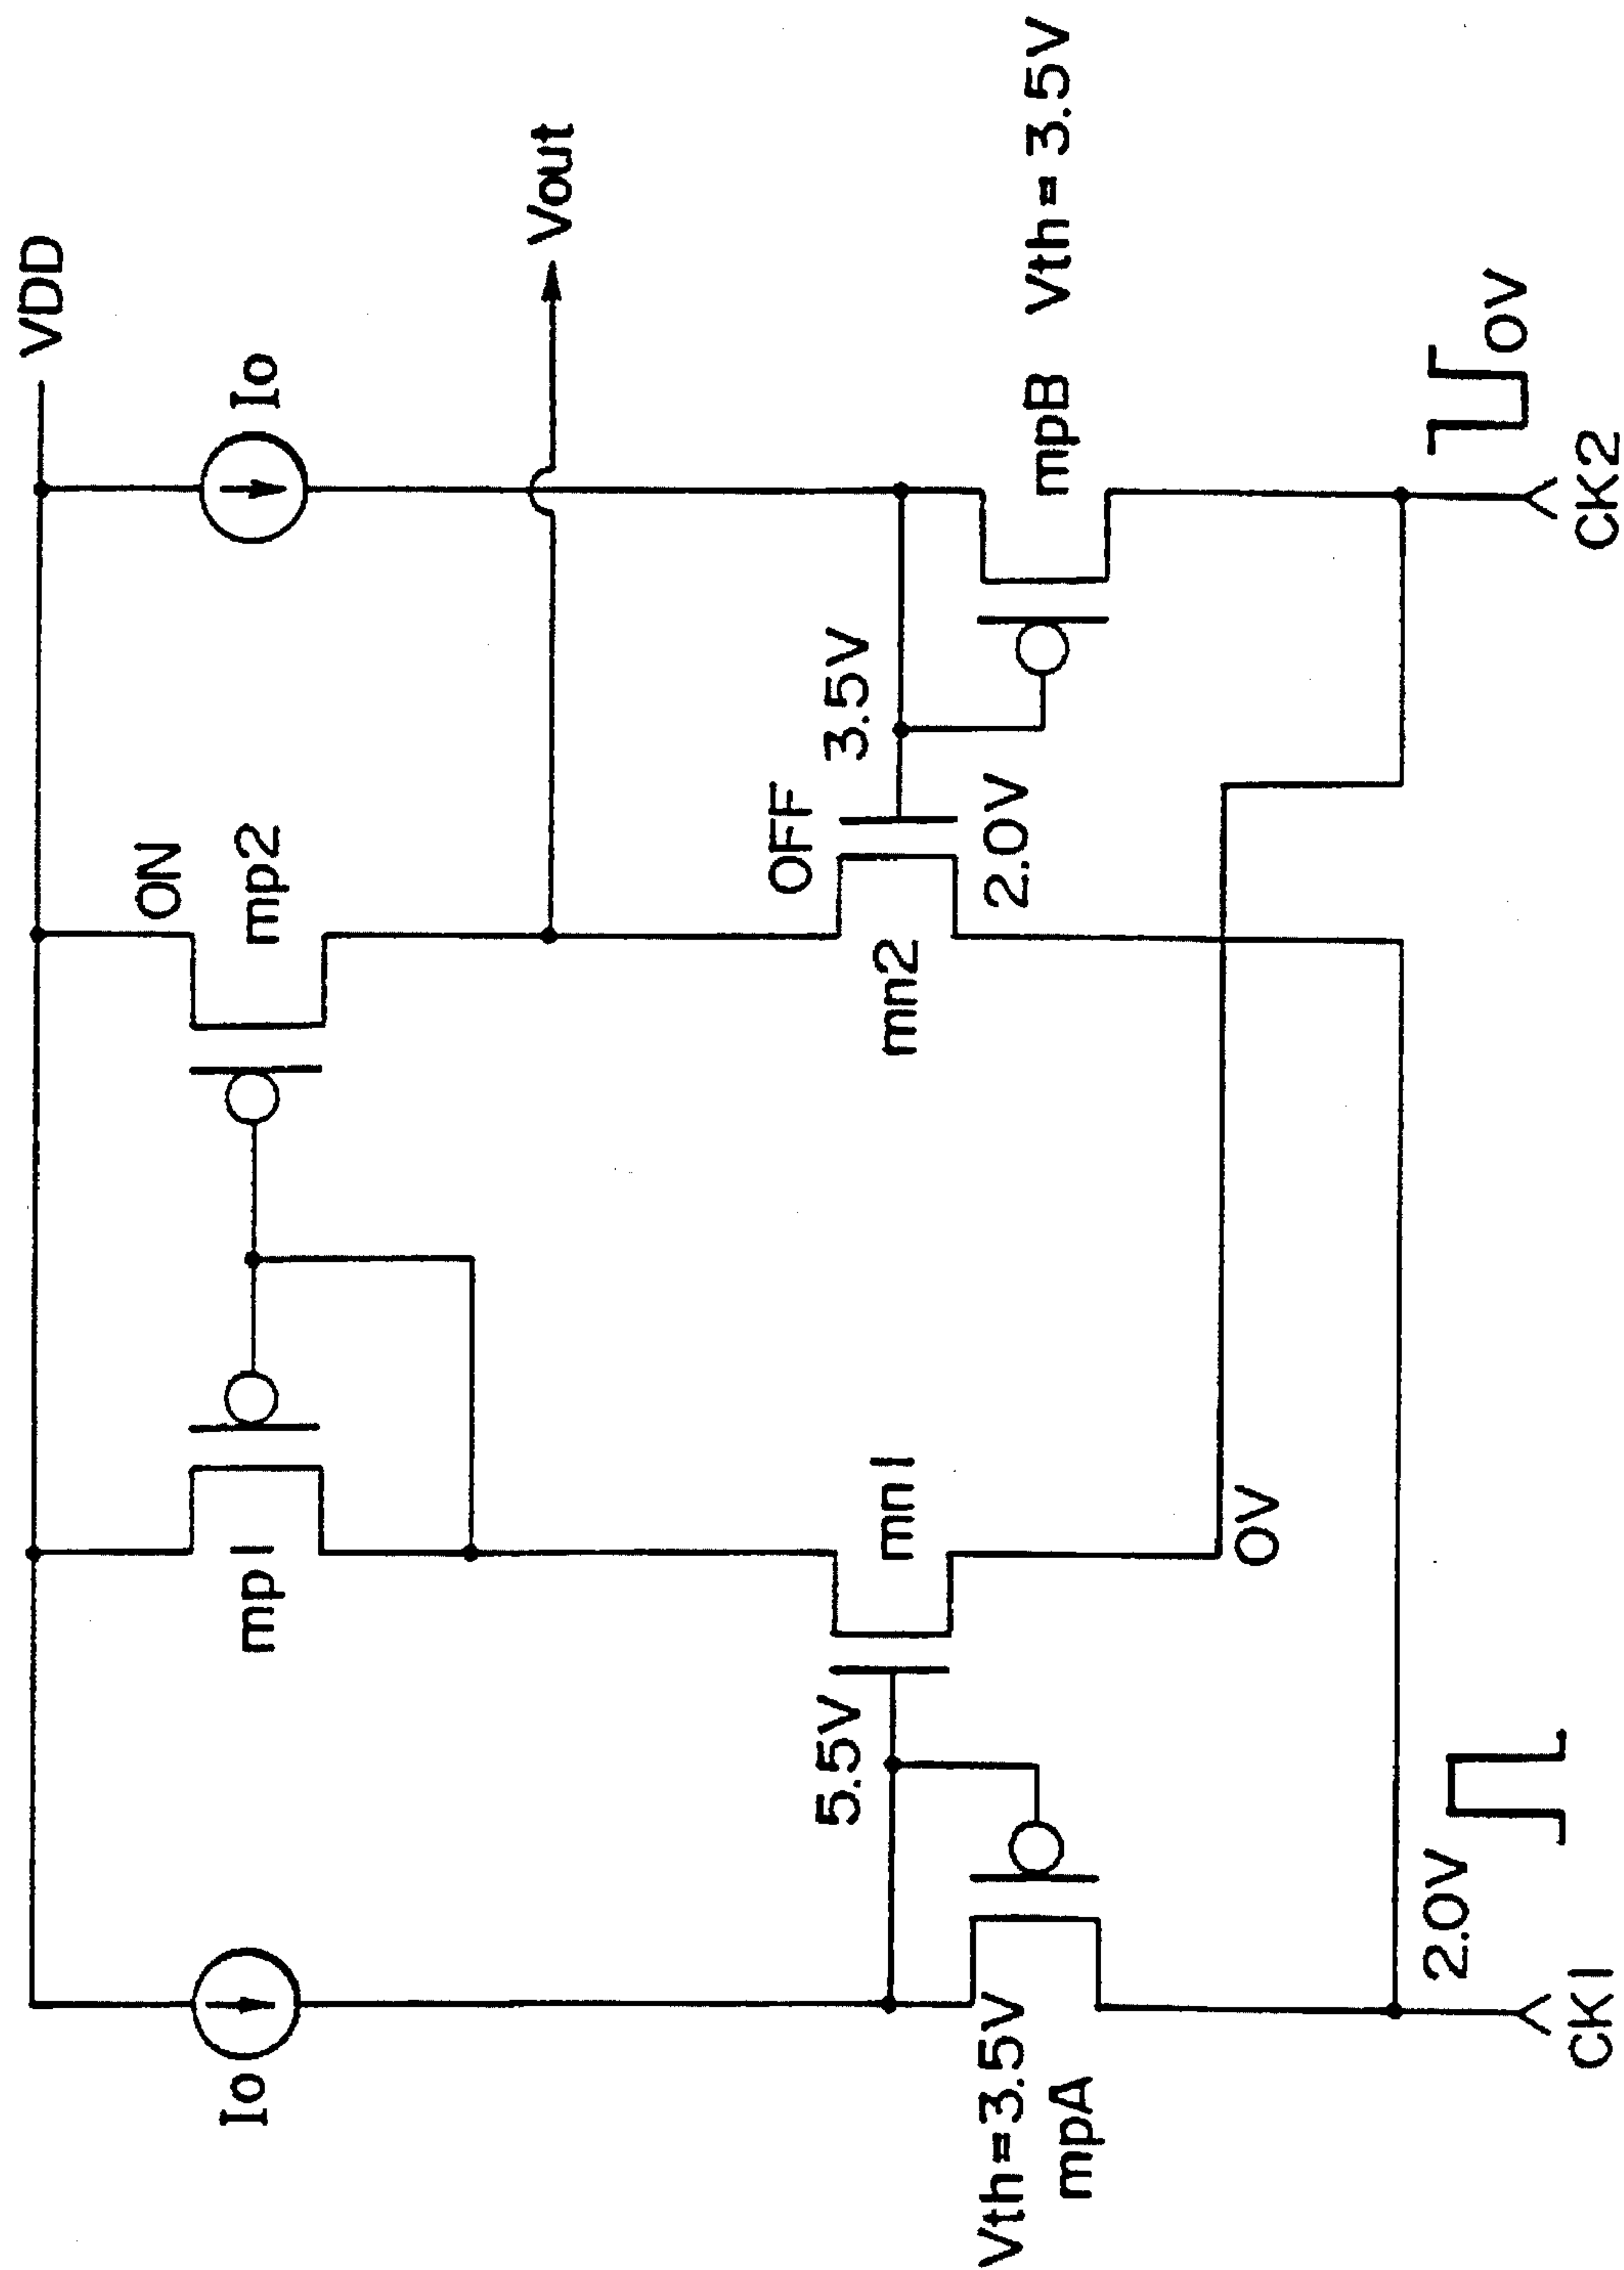 VDD
Io
Io
ON
mp1
mp2
Vout
OFF
5.5V
3.5V
mn1
mn2
2.0V
Vth=3.5V
mpA
mpB
Vth=3.5V
0V
2.0V
0V
CK1
CK2